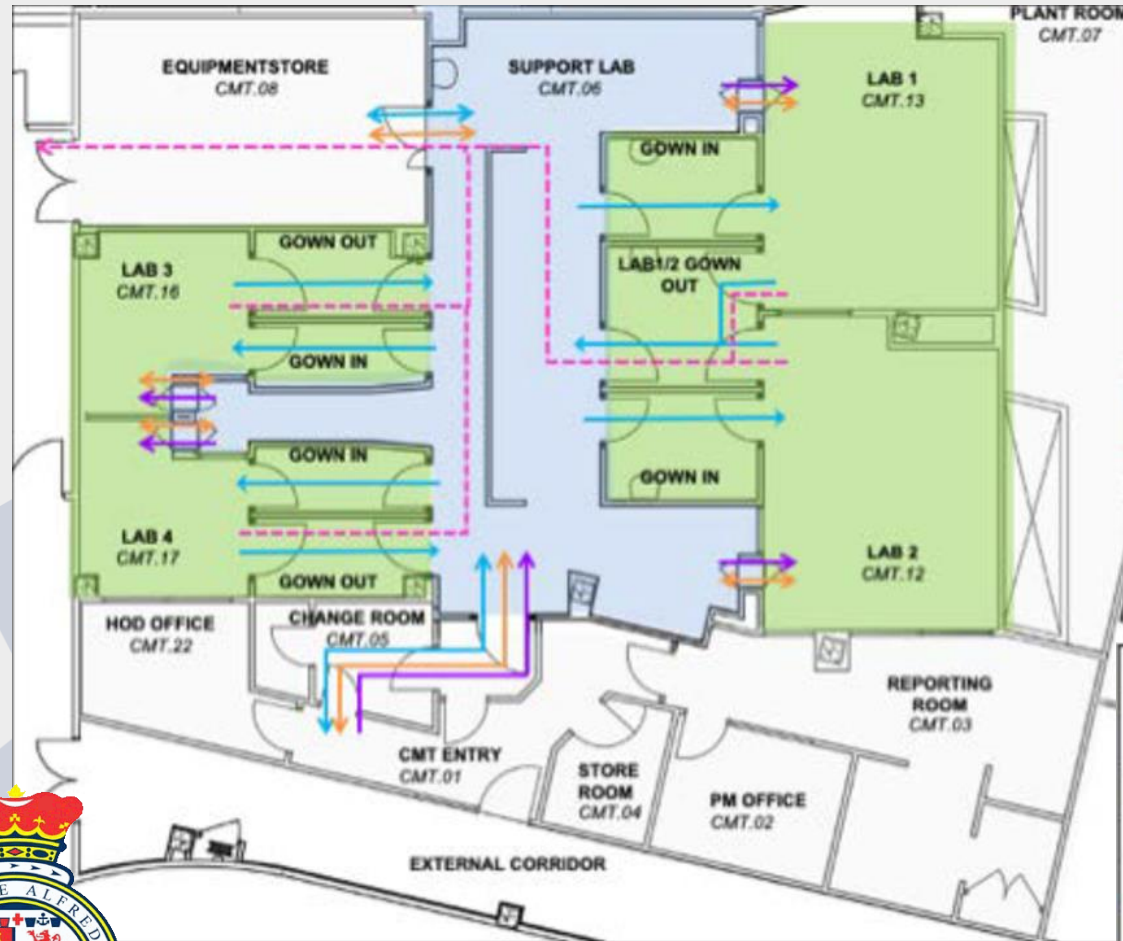 PLANT ROOM
CMT.07
EQUIPMENTSTORE
CMT.08
SUPPORT LAB
CMT.06
LAB 1
CMT.13
GOWN IN
GOWN OUT
LAB 3
CMT.16
LAB1/2 GOWN
OUT
GOWN IN
GOWN IN
GOWN IN
LAB 4
CMT.17
LAB 2
CMT.12
GOWN OUT
HOD OFFICE
CMT.22
CHANGE ROOM
CMT.05
REPORTING
ROOM
CMT.03
CMT ENTRY
CMT.01
STORE
ROOM
CMT.04
PM OFFICE
CMT.02
EXTERNAL CORRIDOR
E ALFRED